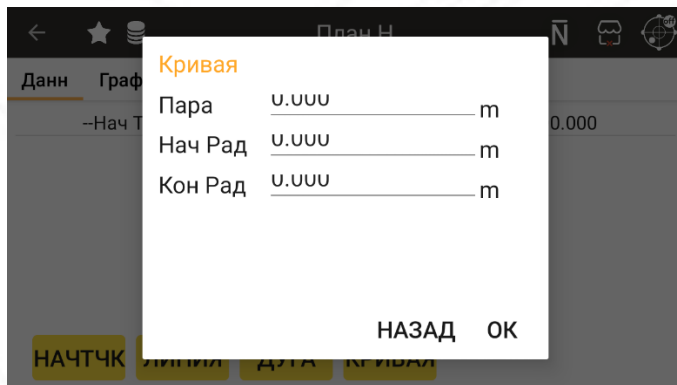 План Н
N
off
Данн Граф
--Нач Т 0.000
Кривая
Пара 0.000 m
Нач Рад 0.000 m
Кон Рад 0.000 m
НАЗАД ОК
НАЧТЧК ЛИНИЯ ДУГА КРИВАЯ